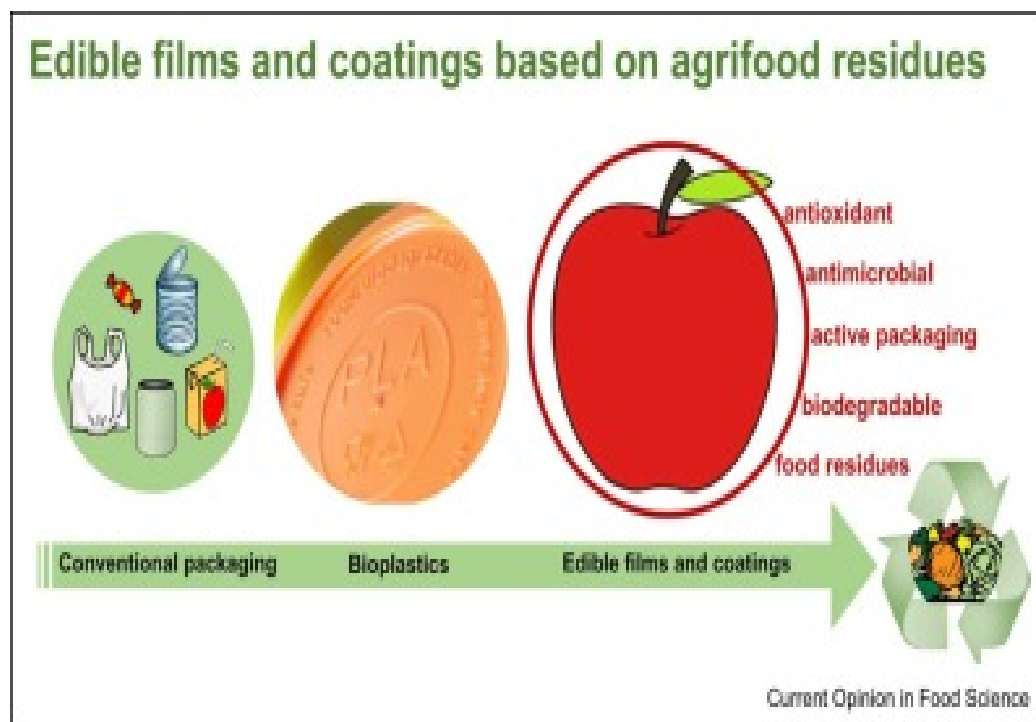 Edible films and coatings based on agrifood residues
antioxidant
antimicrobial
active packaging
biodegradable
food residues
PLA
Conventional packaging
Bioplastics
Edible films and coatings
Current Opinion in Food Science